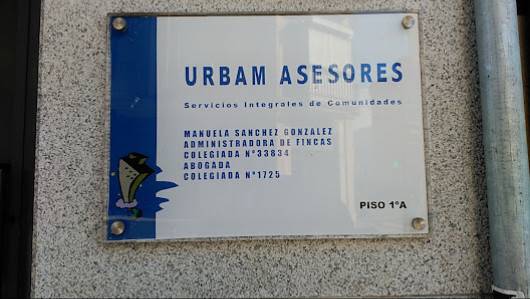 URBAM ASESORES
Servicios Integrales de Comunidades
MANUELA SANCHEZ GONZALEZ
ADMINISTRADORA DE FINCAS
COLEGIADA Nº33834
ABOGADA
COLEGIADA Nº1725
PISO 1ºA